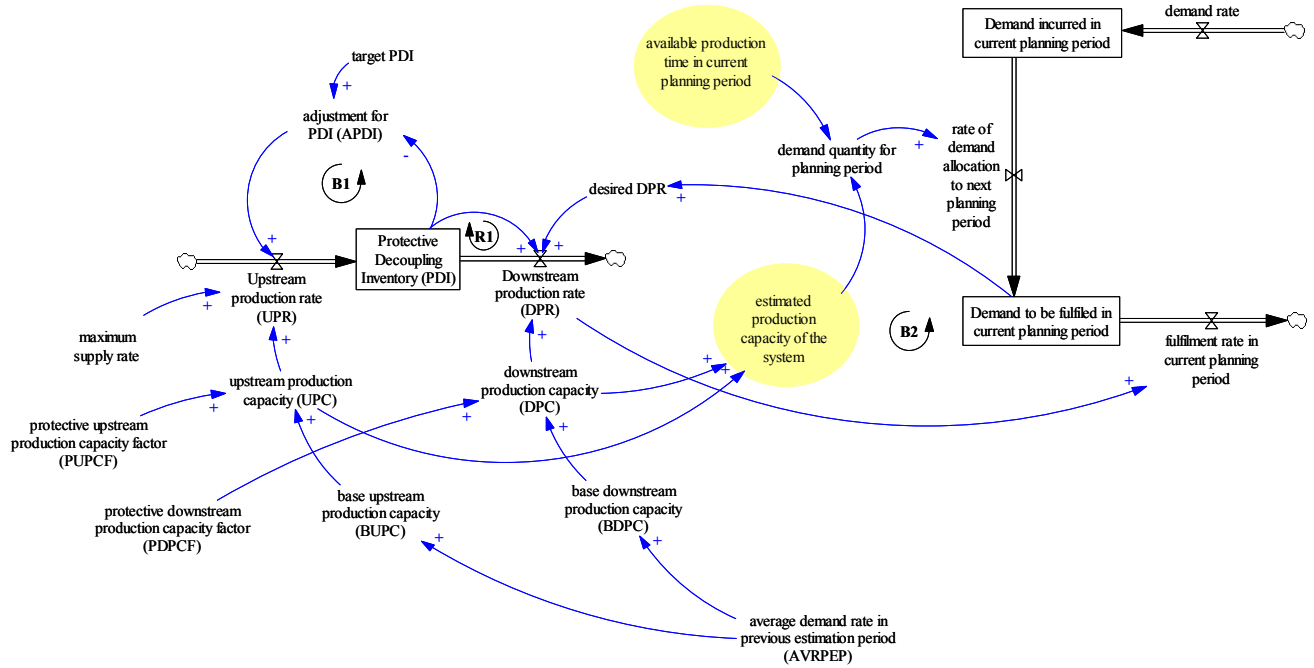 demand rate
Demand incurred in
current planning period
available production
time in current
planning period
target PDI
+
adjustment for
PDI (APDI)
-
B1
demand quantity for
planning period
+
rate of
demand
allocation
to next
planning
period
desired DPR
+
+
Protective
Decoupling
Inventory (PDI)
R1
+
+
Upstream
production rate
(UPR)
Downstream
production rate
(DPR)
estimated
production
capacity of the
system
Demand to be fulfiled in
current planning period
B2
fulfilment rate in
current planning
period
+
maximum
supply rate
+
+
+
upstream production
capacity (UPC)
+
+
downstream
production capacity
(DPC)
+
+
+
+
+
protective upstream
production capacity factor
(PUPCF)
protective downstream
production capacity factor
(PDPCF)
base upstream
production capacity
(BUPC)
+
base downstream
production capacity
(BDPC)
+
average demand rate in
previous estimation period
(AVRPEP)